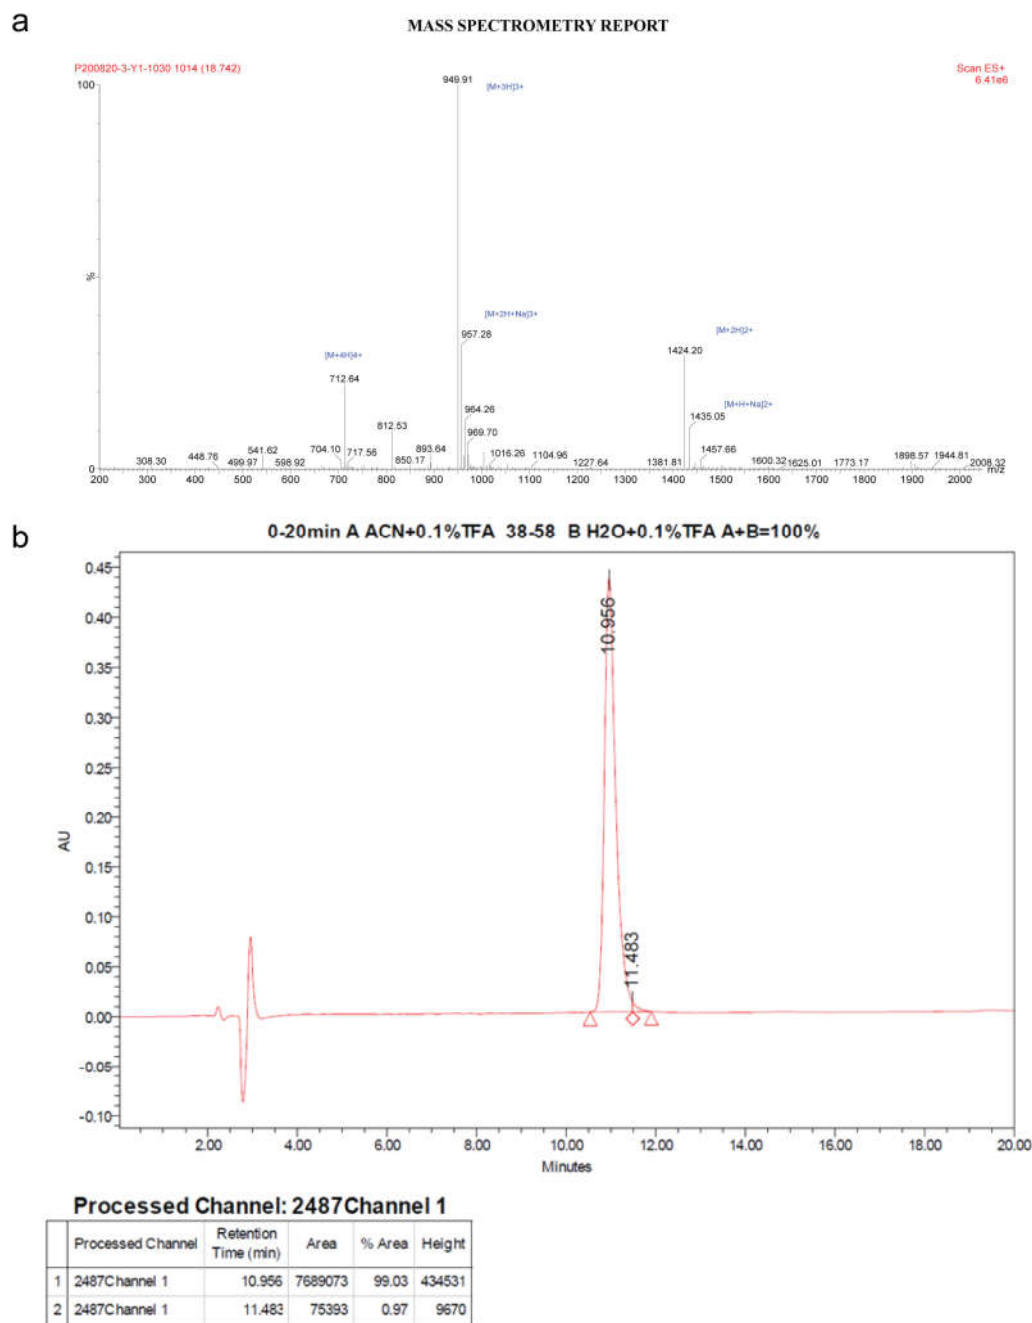 a
MASS SPECTROMETRY REPORT
P200820-3-Y1-1030 1014 (18.742)
Scan ES+
6.41e6
100
949.91
[M+3H]3+
%
[M+2H+Na]3+
957.28
[M+2H]2+
1424.20
[M+4H]4+
712.64
[M+H+Na]2+
1435.05
812.53
964.26
969.70
308.30
448.76
499.97
541.62
598.92
704.10
717.56
850.17
893.64
1016.26
1104.96
1227.64
1381.81
1457.66
1600.32
1625.01
1773.17
1898.57
1944.81
2008.32
0
m/z
200 300 400 500 600 700 800 900 1000 1100 1200 1300 1400 1500 1600 1700 1800 1900 2000
b
0-20min A ACN+0.1%TFA 38-58 B H2O+0.1%TFA A+B=100%
0.45
0.40
0.35
0.30
0.25
0.20
0.15
0.10
0.05
0.00
-0.05
-0.10
AU
10.956
11.483
2.00 4.00 6.00 8.00 10.00 12.00 14.00 16.00 18.00 20.00
Minutes
Processed Channel: 2487Channel 1
Processed Channel Retention Time (min) Area % Area Height
1 2487Channel 1 10.956 7689073 99.03 434531
2 2487Channel 1 11.483 75393 0.97 9670